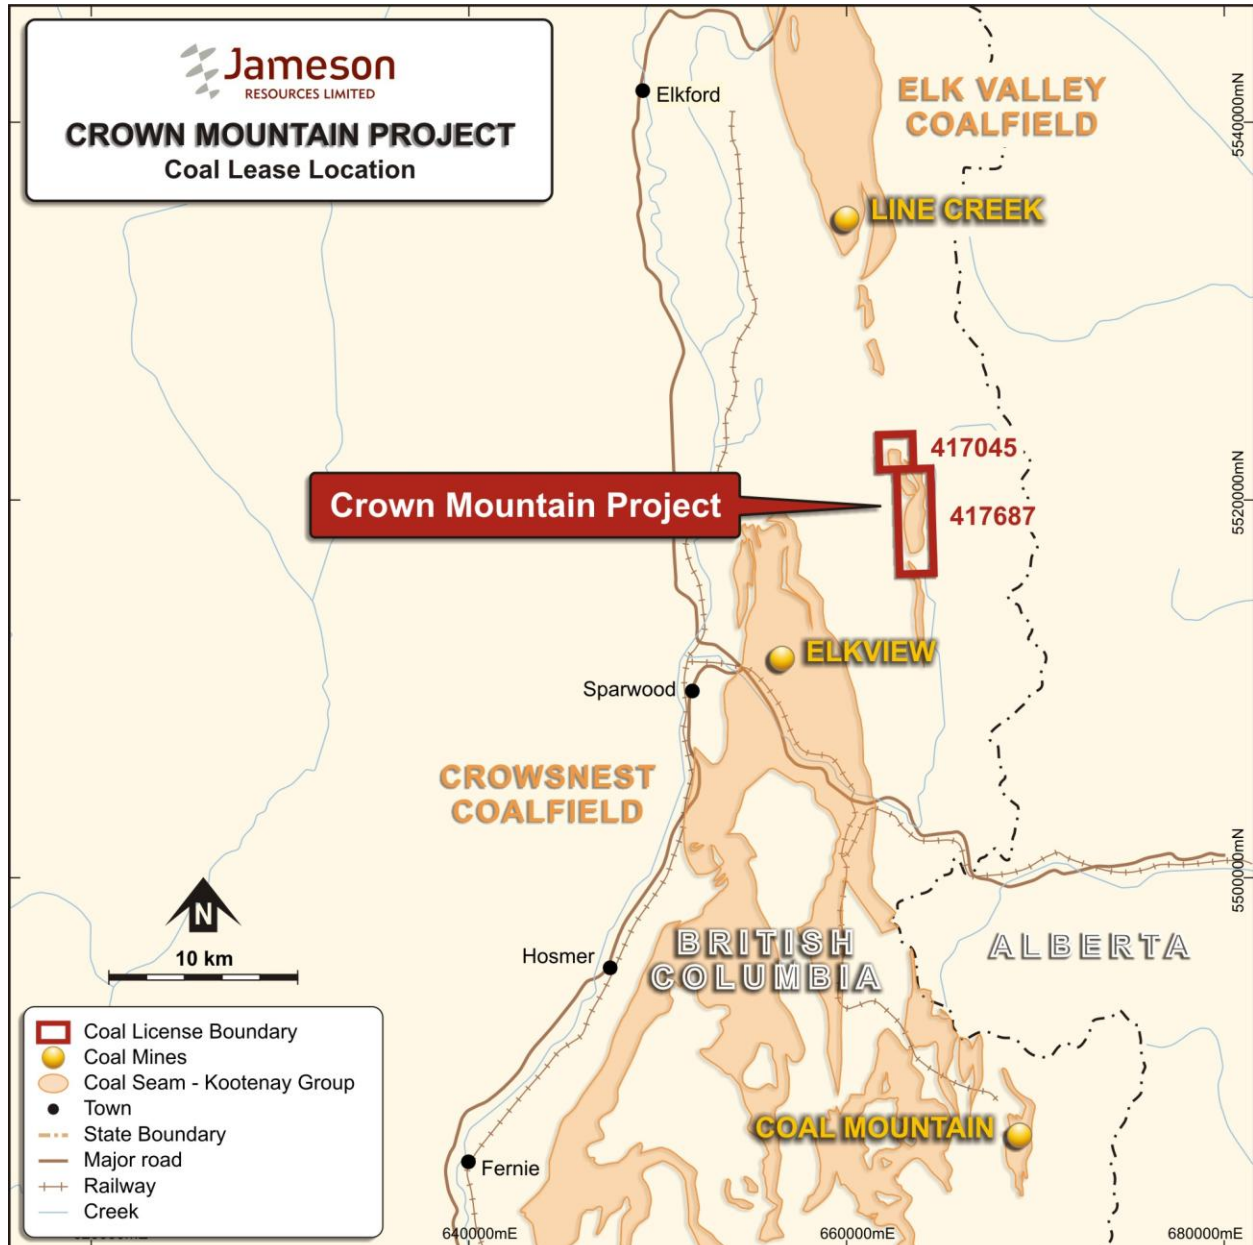 Jameson
RESOURCES LIMITED
CROWN MOUNTAIN PROJECT
Coal Lease Location
Elkford
ELK VALLEY
COALFIELD
5540000mN
LINE CREEK
417045
Crown Mountain Project
417687
5520000mN
ELKVIEW
Sparwood
CROWSNEST
COALFIELD
5500000mN
N
10 km
Hosmer
BRITISH
COLUMBIA
ALBERTA
Coal License Boundary
Coal Mines
Coal Seam - Kootenay Group
Town
State Boundary
Major road
Railway
Creek
COAL MOUNTAIN
Fernie
640000mE
660000mE
680000mE